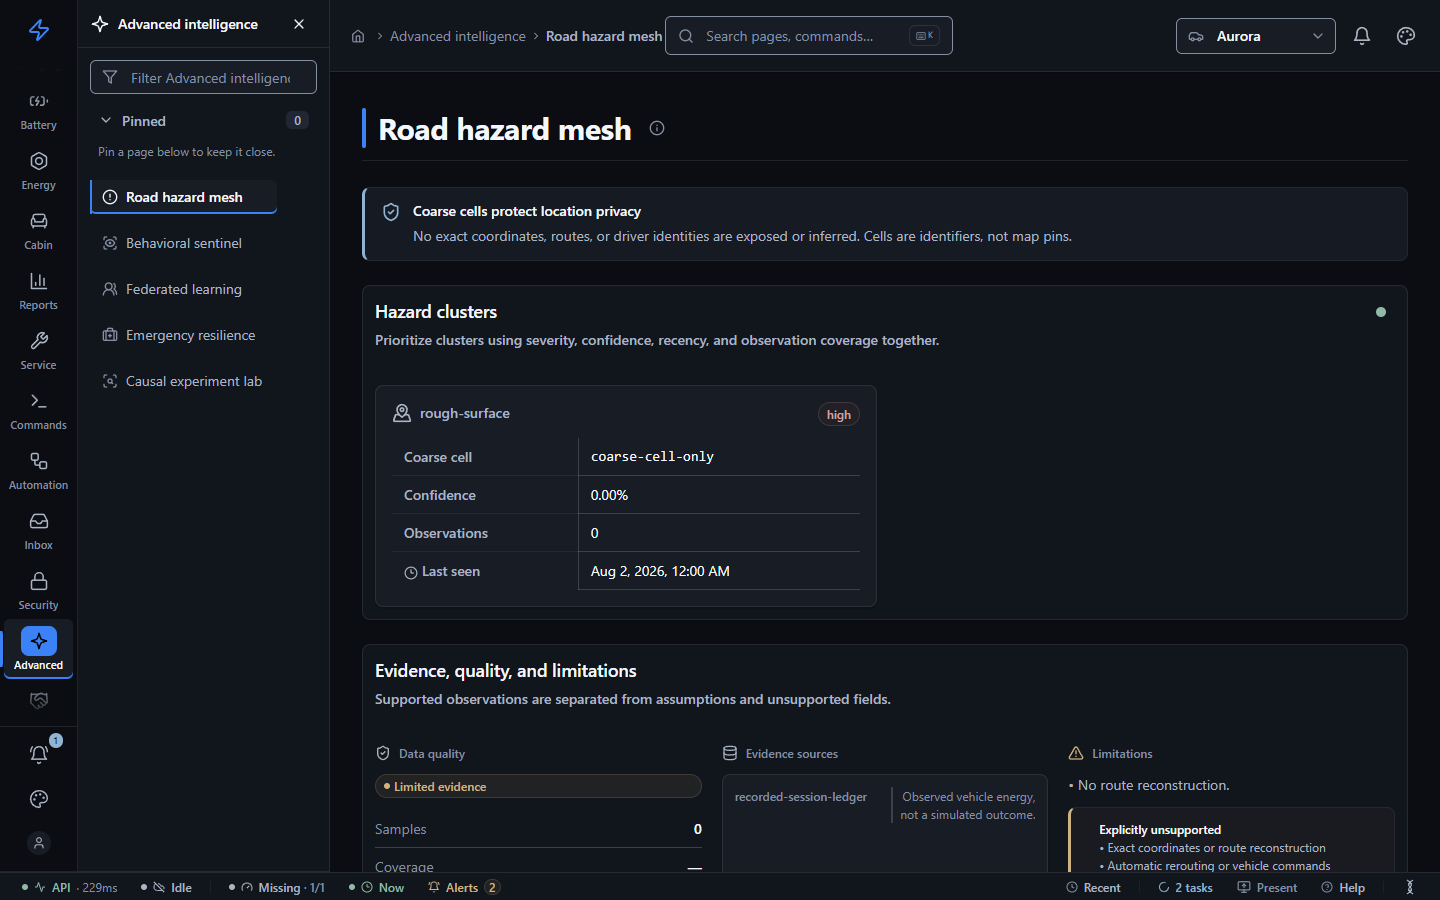 Advanced intelligence
Filter Advanced intelligenc
Pinned
0
Pin a page below to keep it close.
Road hazard mesh
Behavioral sentinel
Federated learning
Emergency resilience
Causal experiment lab
Battery
Energy
Cabin
Reports
Service
Commands
Automation
Inbox
Security
Advanced
1
Advanced intelligence
Road hazard mesh
Search pages, commands...
K
Aurora
Road hazard mesh
Coarse cells protect location privacy
No exact coordinates, routes, or driver identities are exposed or inferred. Cells are identifiers, not map pins.
Hazard clusters
Prioritize clusters using severity, confidence, recency, and observation coverage together.
rough-surface
high
Coarse cell
coarse-cell-only
Confidence
0.00%
Observations
0
Last seen
Aug 2, 2026, 12:00 AM
Evidence, quality, and limitations
Supported observations are separated from assumptions and unsupported fields.
Data quality
Limited evidence
Samples
0
Coverage
—
Evidence sources
recorded-session-ledger
Observed vehicle energy,
not a simulated outcome.
Limitations
• No route reconstruction.
Explicitly unsupported
• Exact coordinates or route reconstruction
• Automatic rerouting or vehicle commands
API · 229ms
Idle
Missing · 1/1
Now
Alerts 2
Recent
2 tasks
Present
Help